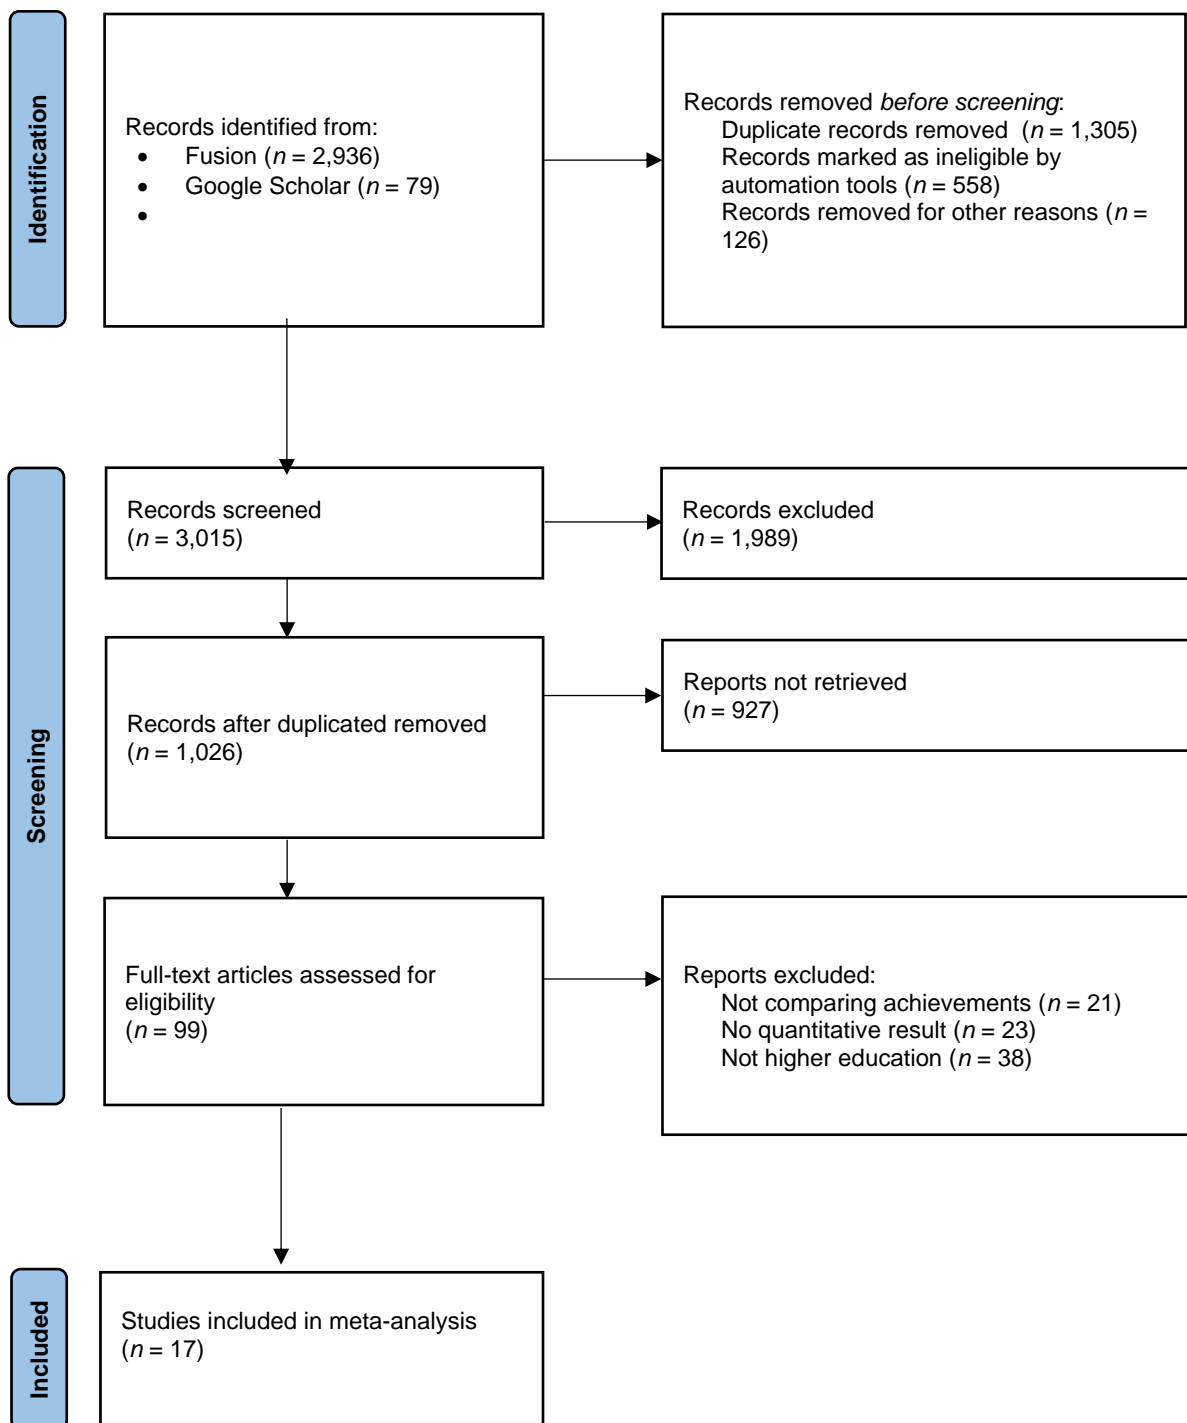 Identification
Records identified from:
• Fusion (n = 2,936)
• Google Scholar (n = 79)
•
Records removed before screening:
Duplicate records removed (n = 1,305)
Records marked as ineligible by
automation tools (n = 558)
Records removed for other reasons (n =
126)
Screening
Records screened
(n = 3,015)
Records excluded
(n = 1,989)
Records after duplicated removed
(n = 1,026)
Reports not retrieved
(n = 927)
Full-text articles assessed for
eligibility
(n = 99)
Reports excluded:
Not comparing achievements (n = 21)
No quantitative result (n = 23)
Not higher education (n = 38)
Included
Studies included in meta-analysis
(n = 17)